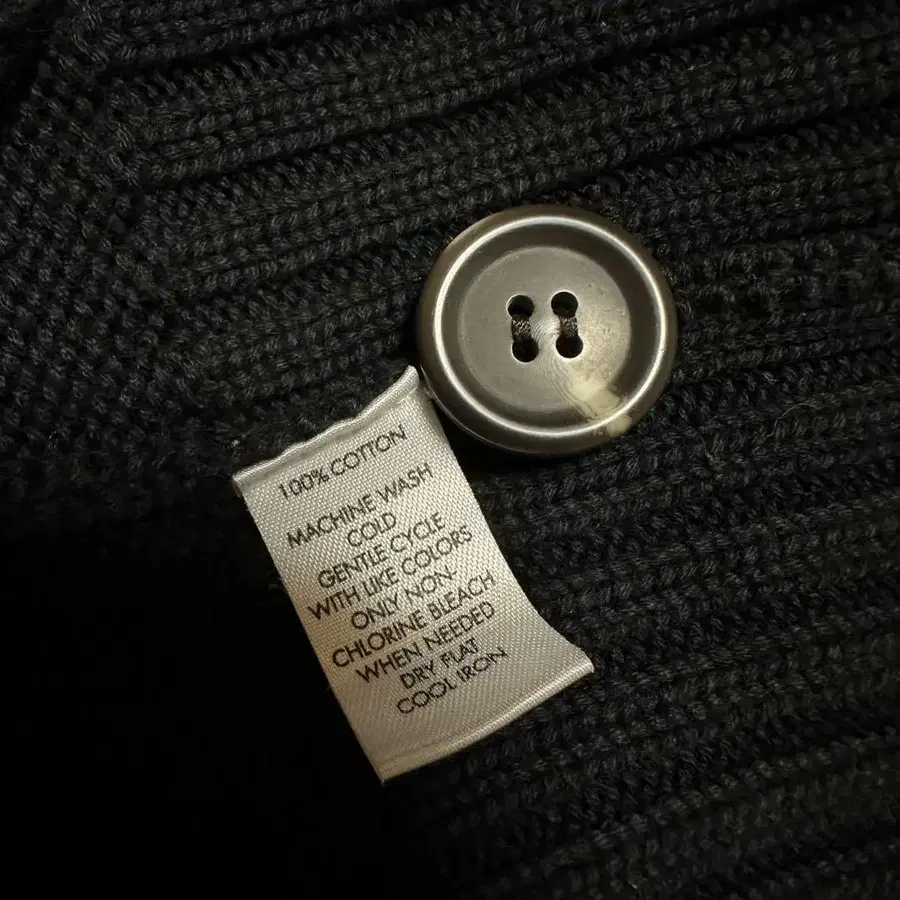 100% COTTON
MACHINE WASH
COLD
GENTLE CYCLE
WITH LIKE COLORS
ONLY NON-
CHLORINE BLEACH
WHEN NEEDED
DRY FLAT
COOL IRON